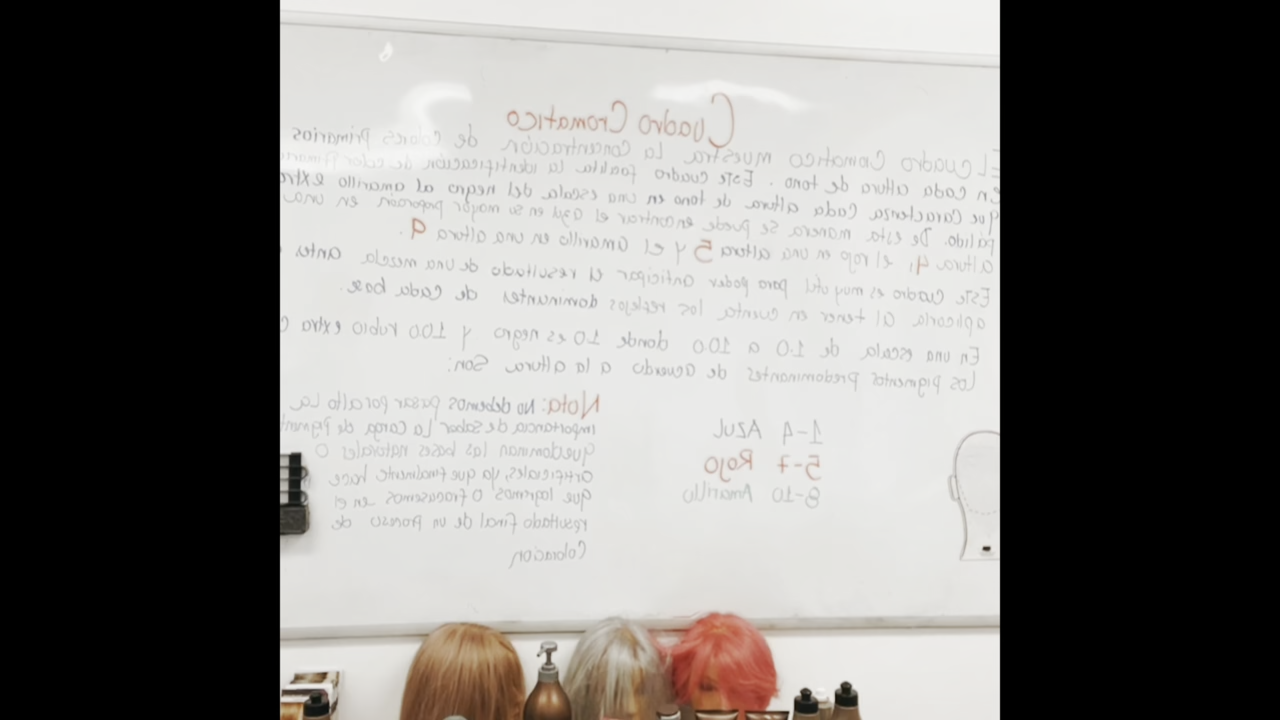 Cuadro Cromatico
El cuadro Cromatico muestra La Concentración de Colores Primarios
en Cada altura de tono. Este cuadro facilita la identificación de color Primari
que Caracteriza Cada altura de tono en una escala del negro al amarillo extra
pálido. De esta manera se puede encontrar el azul en su mayor proporción en una
altura 4, el rojo en una altura 5 y el amarillo en una altura 9.
Este Cuadro es muy útil para poder anticipar el resultado de una mezcla antes
aplicarla al tener en cuenta los reflejos dominantes de cada base.
En una escala de 1.0 a 10.0 donde 1.0 es negro y 10.0 rubio extra
Los pigmentos Predominantes de acuerdo a la altura Son:
1-4 Azul
5-7 Rojo
8-10 Amarillo
Nota: No debemos pasar por alto La
importancia de saber La Carga de Pigment
que dominan las bases naturales O
artificiales, ya que finalmente hace
que logremos o fracasemos en el
resultado final de un Proceso de
Coloracion